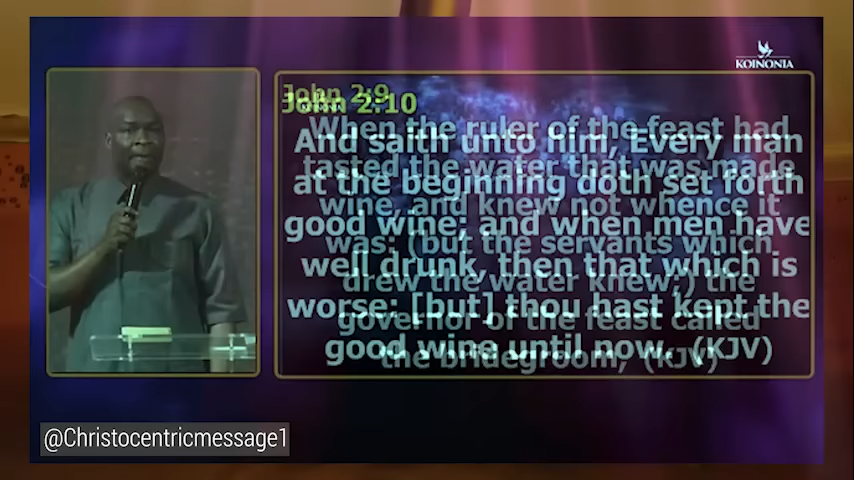 KOINONIA
John 2:9
When the ruler of the feast had
tasted the water that was made
wine, and knew not whence it
was: (but the servants which
drew the water knew;) the
governor of the feast called
the bridegroom, (KJV)
John 2:10
And saith unto him, Every man
at the beginning doth set forth
good wine; and when men have
well drunk, then that which is
worse: [but] thou hast kept the
good wine until now. (KJV)
@Christocentricmessage1